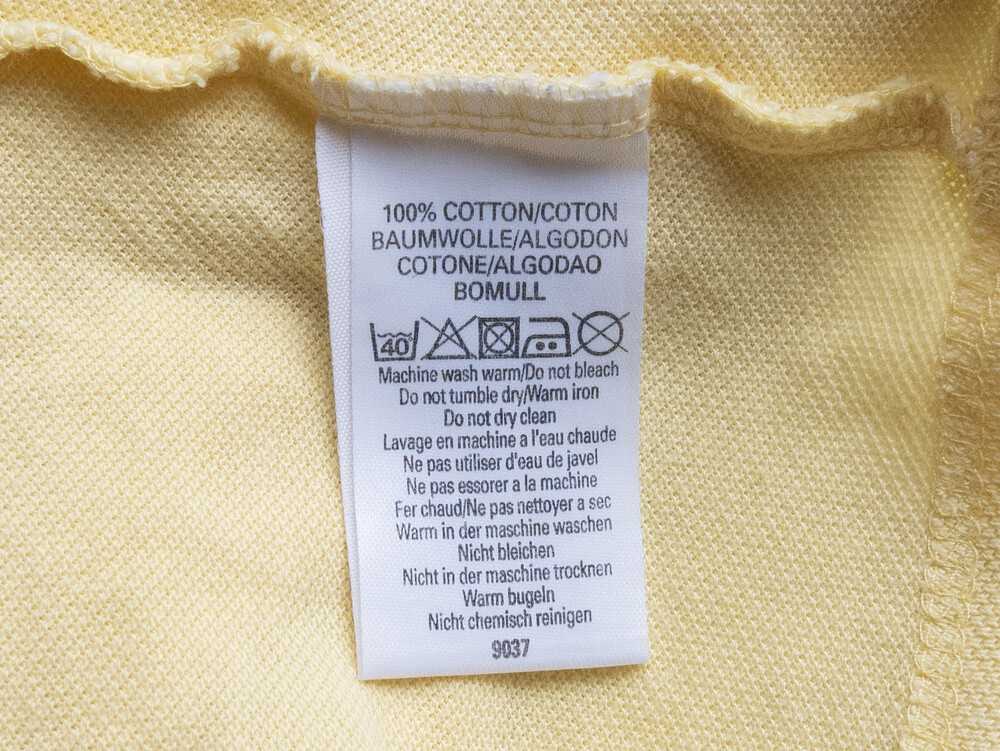 100% COTTON/COTON
BAUMWOLLE/ALGODON
COTONE/ALGODAO
BOMULL
40
Machine wash warm/Do not bleach
Do not tumble dry/Warm iron
Do not dry clean
Lavage en machine a l'eau chaude
Ne pas utiliser d'eau de javel
Ne pas essorer a la machine
Fer chaud/Ne pas nettoyer a sec
Warm in der maschine waschen
Nicht bleichen
Nicht in der maschine trocknen
Warm bugeln
Nicht chemisch reinigen
9037